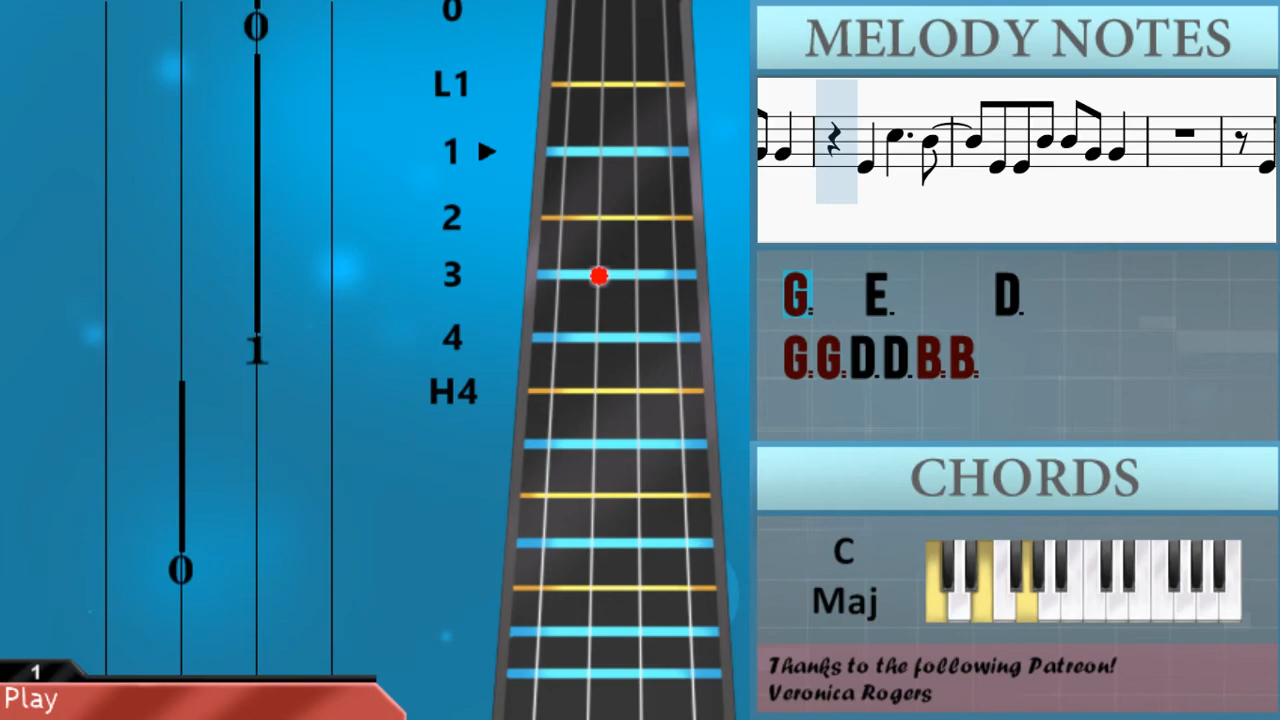 0
1
0
1
Play
0
L1
1
2
3
4
H4
MELODY NOTES
G. E. D.
G.G.D.D.B.B.
CHORDS
C
Maj
Thanks to the following Patreon!
Veronica Rogers